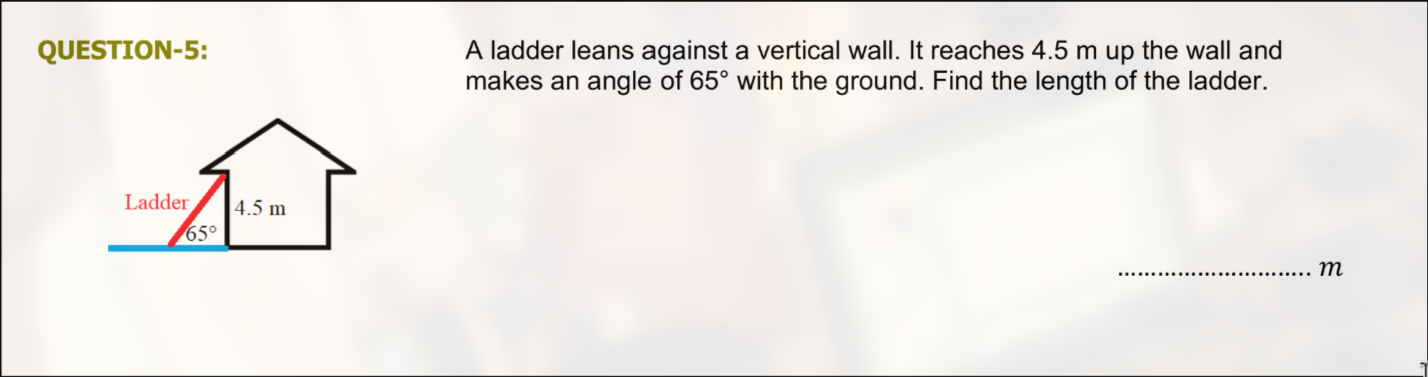 QUESTION-5:
A ladder leans against a vertical wall. It reaches 4.5 m up the wall and
makes an angle of 65° with the ground. Find the length of the ladder.
Ladder
4.5 m
65°
................................ m